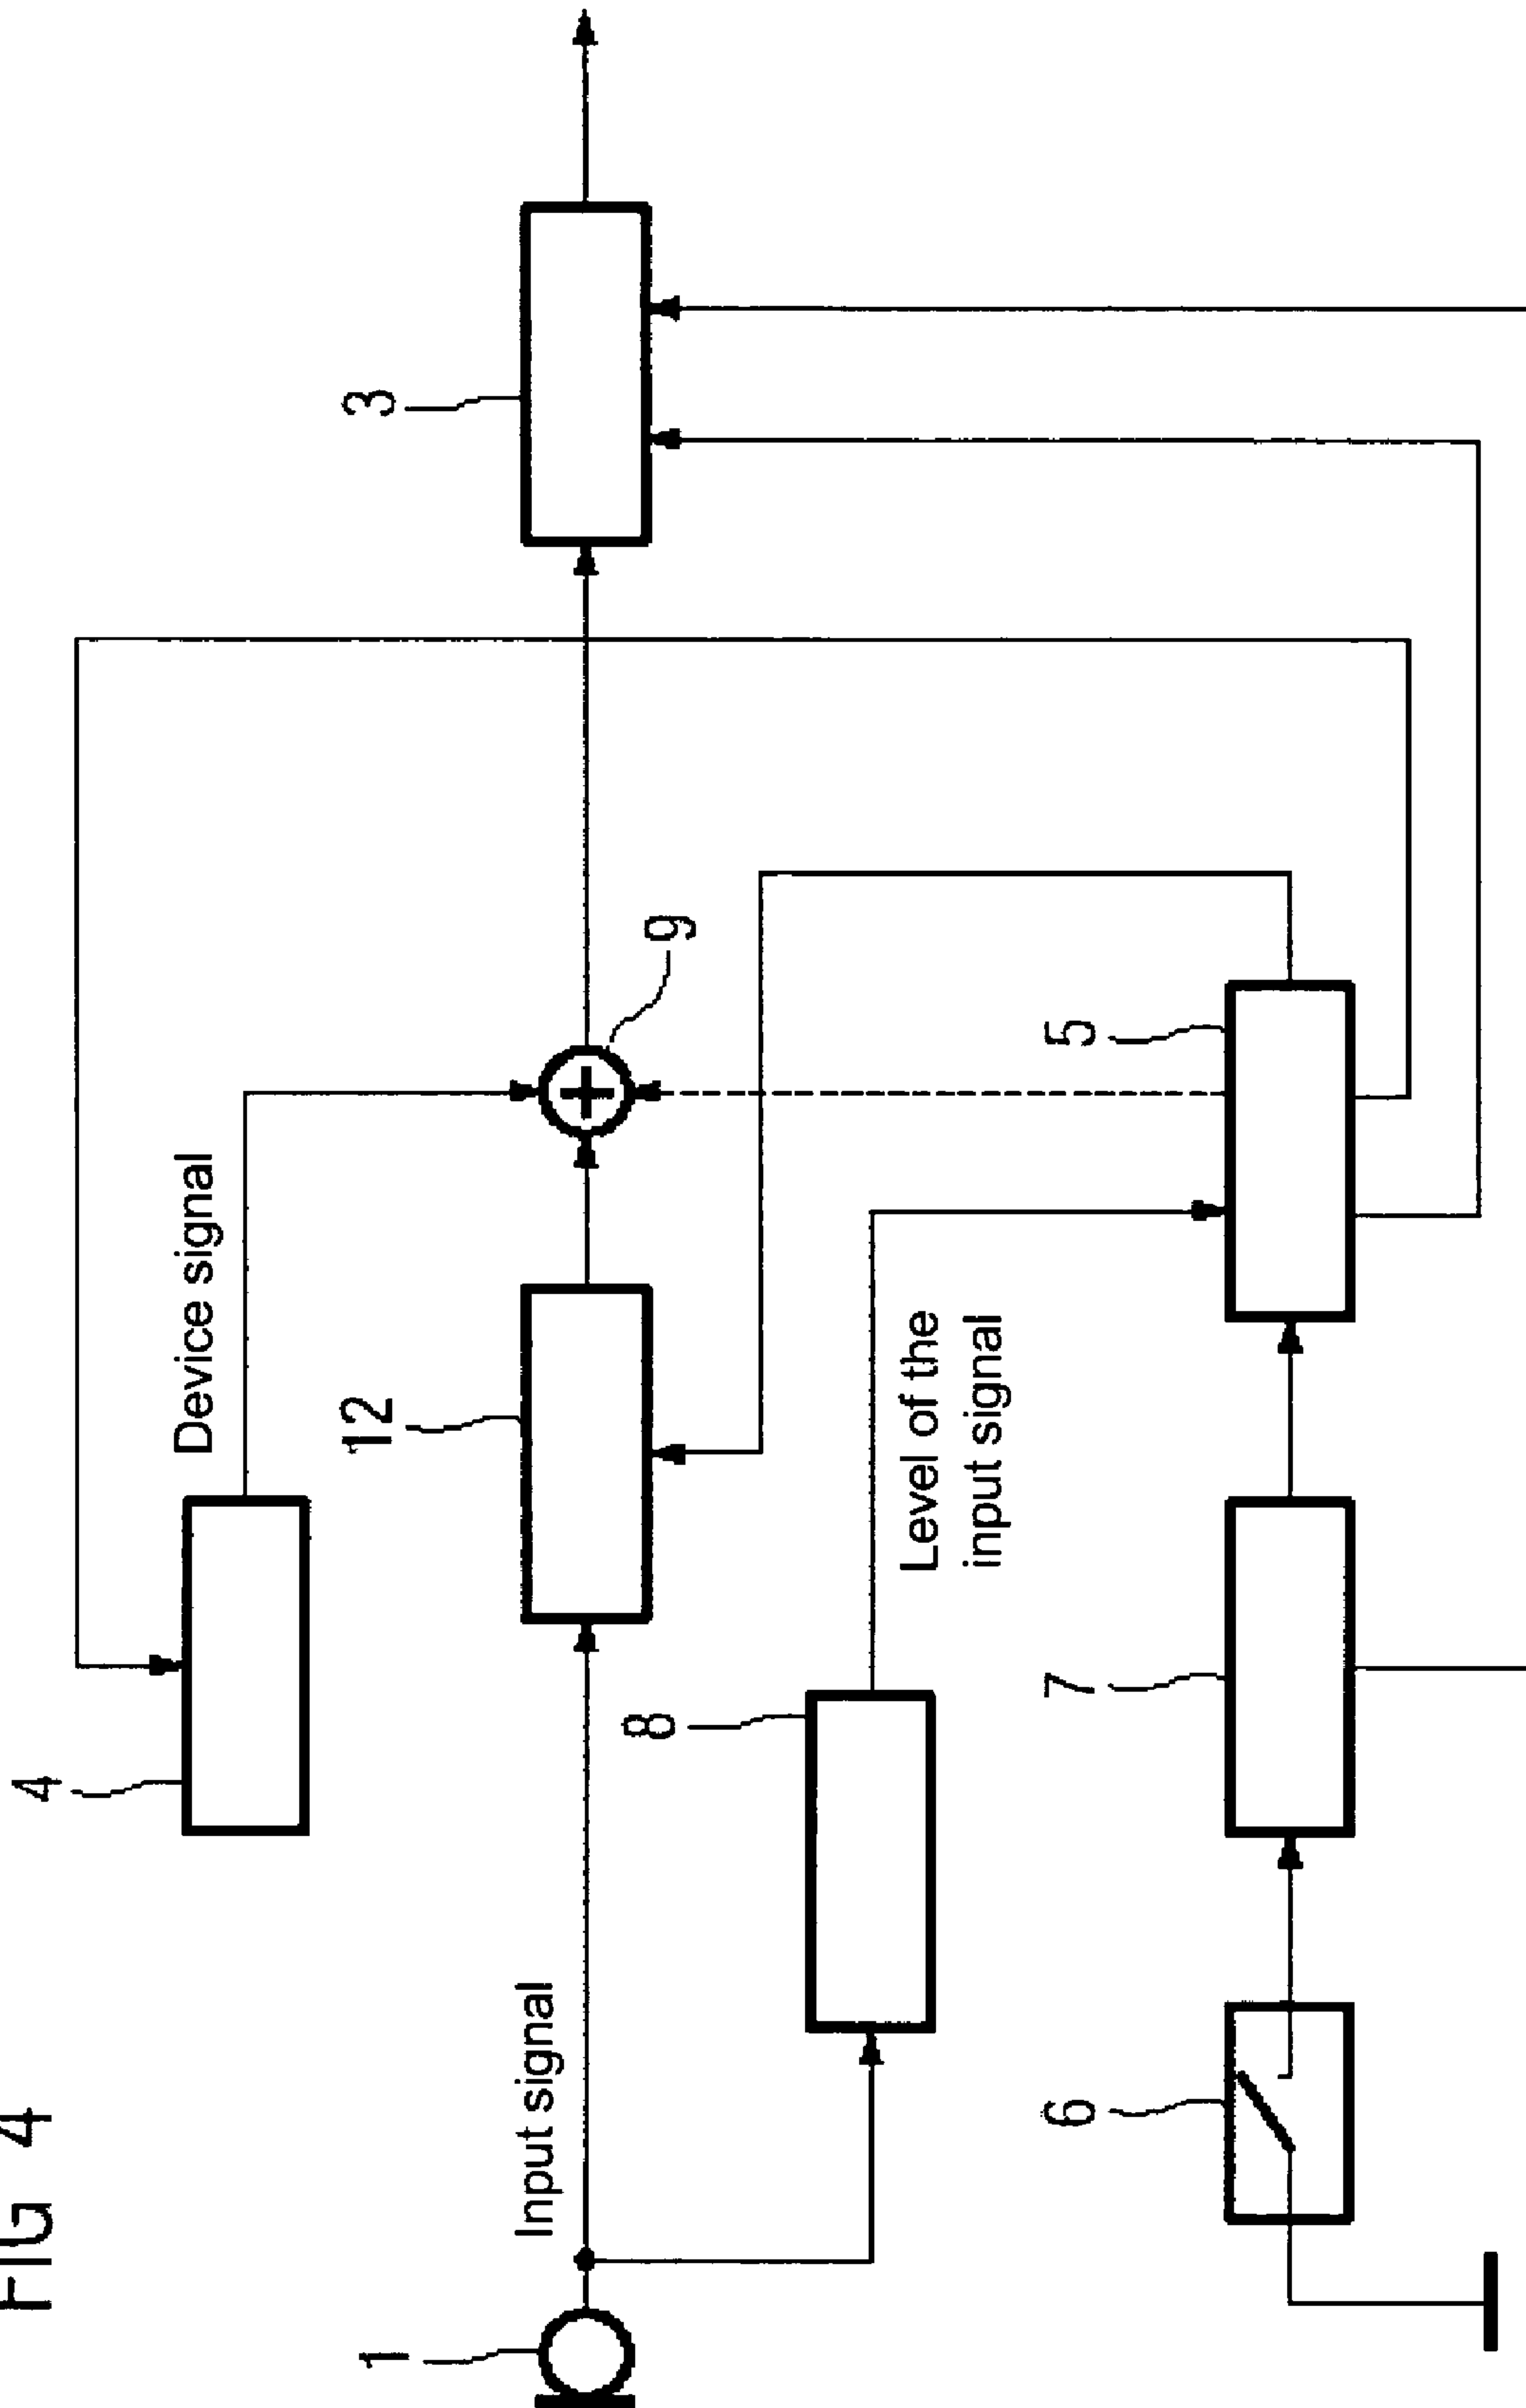 FIG 4
4
Device signal
3
12
Input signal
1
9
8
Level of the
input signal
5
7
6